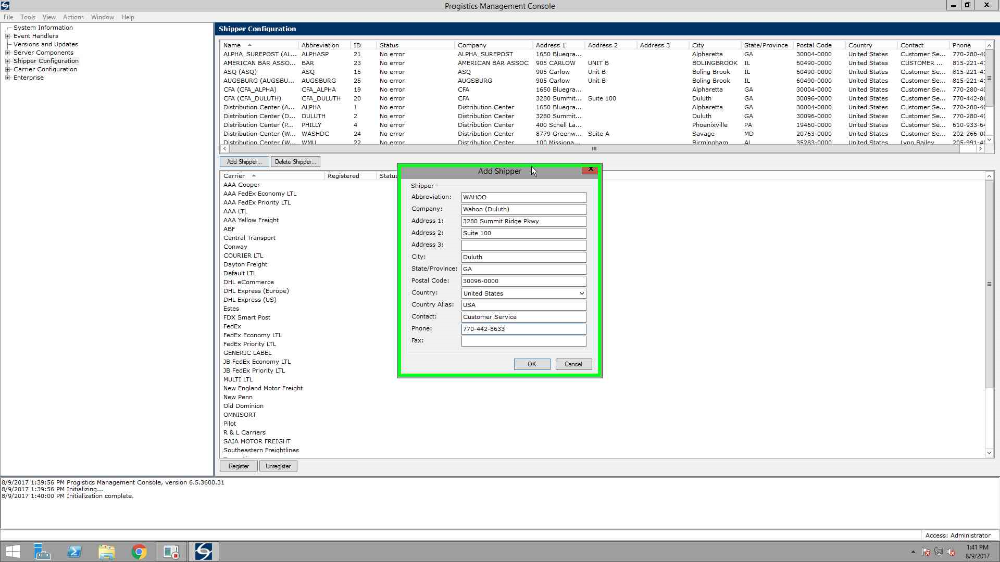 Progistics Management Console
File Tools View Actions Window Help
System Information
Event Handlers
Versions and Updates
Server Components
Shipper Configuration
Carrier Configuration
Enterprise
Shipper Configuration
Name Abbreviation ID Status Company Address 1 Address 2 Address 3 City State/Province Postal Code Country Contact Phone
ALPHA_SUREPOST (AL... ALPHASP 21 No error ALPHA_SUREPOST 1650 Bluegra... Alpharetta GA 30004-0000 United States Customer Se... 770-280-40
AMERICAN BAR ASSO... BAR 23 No error AMERICAN BAR ASSOC 905 CARLOW UNIT B BOLINGBROOK IL 60490-0000 United States CUSTOMER ... 815-221-41
ASQ (ASQ) ASQ 15 No error ASQ 905 Carlow Unit B Boling Brook IL 60490-0000 United States Customer Se... 815-221-41
AUGSBURG (AUGSBU... AUGSBURG 25 No error AUGSBURG 905 Carlow Unit B Boling Brook IL 60490-0000 United States Customer Se... 815-221-41
CFA (CFA_ALPHA) CFA_ALPHA 19 No error CFA 1650 Bluegra... Alpharetta GA 30004-0000 United States Customer Se... 770-280-40
CFA (CFA_DULUTH) CFA_DULUTH 20 No error CFA 3280 Summit... Suite 100 Duluth GA 30096-0000 United States Customer Se... 770-442-86
Distribution Center (A... ALPHA 1 No error Distribution Center 1650 Bluegra... Alpharetta GA 30004-0000 United States Customer Se... 770-280-40
Distribution Center (D... DULUTH 2 No error Distribution Center 3280 Summit... Duluth GA 30096-0000 United States Customer Se... 770-280-40
Distribution Center (P... PHILLY 4 No error Distribution Center 400 Schell La... Phoenixville PA 19460-0000 United States Customer Se... 610-933-64
Distribution Center (W... WASHDC 24 No error Distribution Center 8779 Greenw... Suite A Savage MD 20763-0000 United States Customer Se... 202-266-00
Distribution Center (W... WMU 22 No error Distribution Center 100 Missiona... Birmingham AL 35283-0000 United States Lynn Bailey 205-991-40
Add Shipper... Delete Shipper...
Carrier Registered Status
AAA Cooper
AAA FedEx Economy LTL
AAA FedEx Priority LTL
AAA LTL
AAA Yellow Freight
ABF
Central Transport
Conway
COURIER LTL
Dayton Freight
Default LTL
DHL eCommerce
DHL Express (Europe)
DHL Express (US)
Estes
FDX Smart Post
FedEx
FedEx Economy LTL
FedEx Priority LTL
GENERIC LABEL
JB FedEx Economy LTL
JB FedEx Priority LTL
MULTI LTL
New England Motor Freight
New Penn
Old Dominion
OMNISORT
Pilot
R & L Carriers
SAIA MOTOR FREIGHT
Southeastern Freightlines
Register Unregister
Add Shipper
Shipper
Abbreviation: WAHOO
Company: Wahoo (Duluth)
Address 1: 3280 Summit Ridge Pkwy
Address 2: Suite 100
Address 3:
City: Duluth
State/Province: GA
Postal Code: 30096-0000
Country: United States
Country Alias: USA
Contact: Customer Service
Phone: 770-442-8633
Fax:
OK Cancel
8/9/2017 1:39:56 PM Progistics Management Console, version 6.5.3600.31
8/9/2017 1:39:56 PM Initializing...
8/9/2017 1:40:00 PM Initialization complete.
Access: Administrator
1:41 PM
8/9/2017